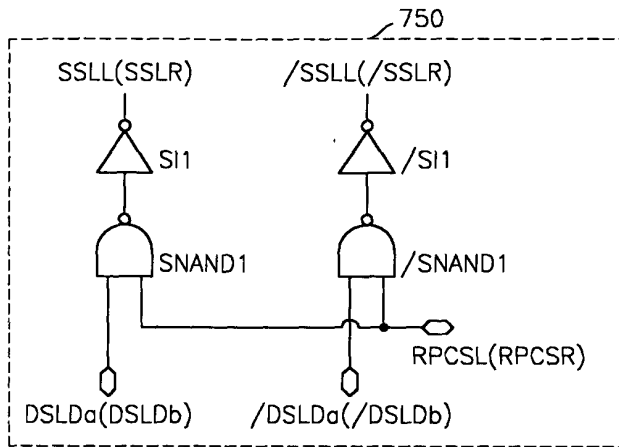 750
SSLL(SSLR)
/SSLL(/SSLR)
SI1
/SI1
SNAND1
/SNAND1
RPCSL(RPCSR)
DSLDa(DSLDb)
/DSLDa(/DSLDb)